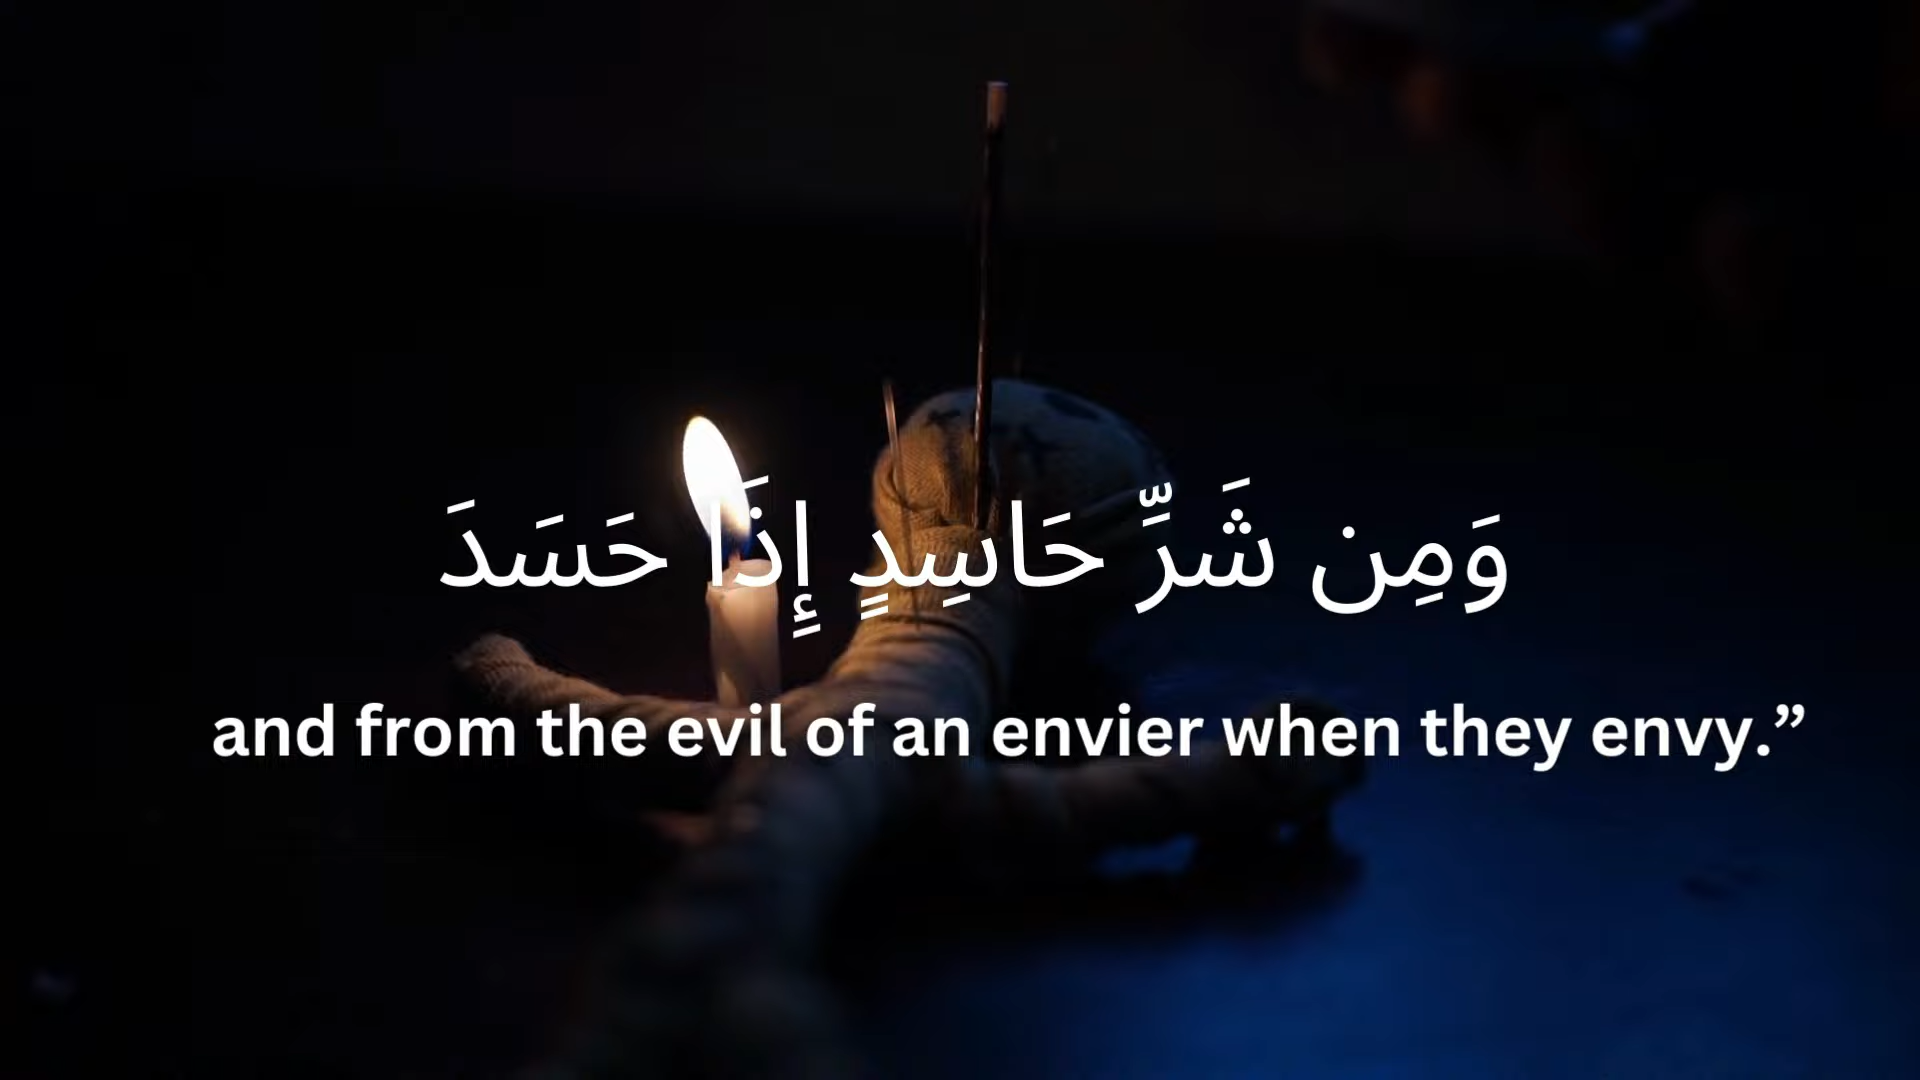 وَمِن شَرِّ حَاسِدٍ إِذَا حَسَدَ
and from the evil of an envier when they envy.”